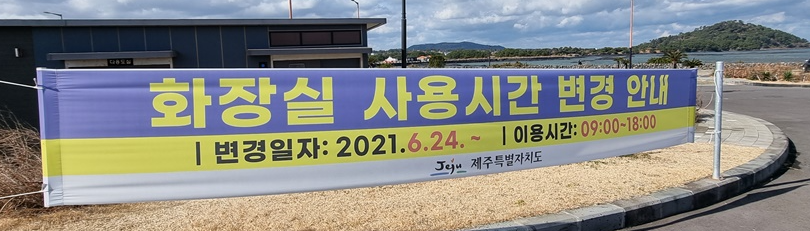 화장실 사용시간 변경 안내
| 변경일자: 2021.6.24. ~ | 이용시간: 09:00~18:00
Jeju 제주특별자치도